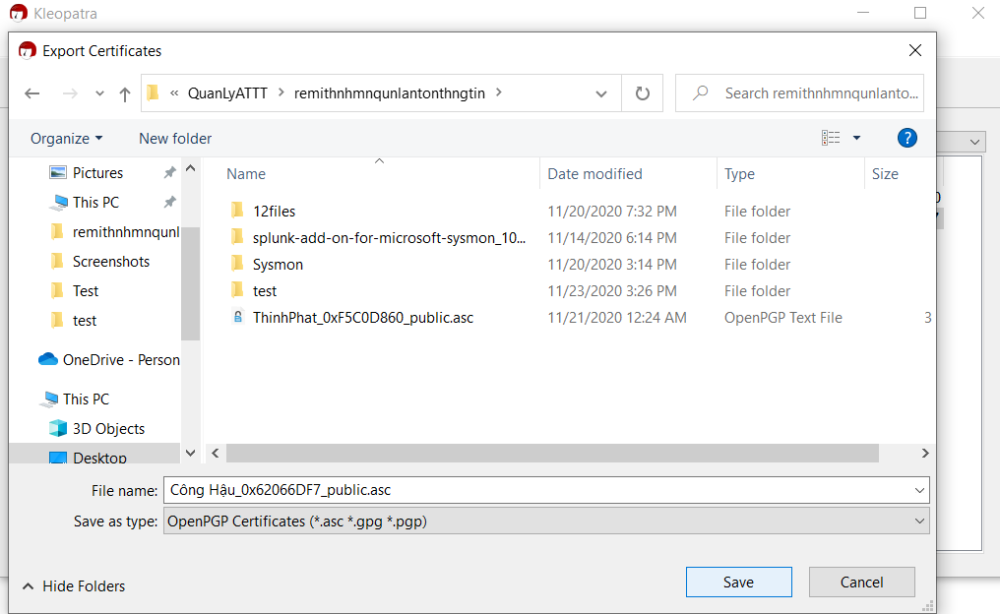 Kleopatra
Export Certificates
« QuanLyATTT > remithnhmnqunlantonthngtin >
Search remithnhmnqunlanto...
Organize New folder ?
Name Date modified Type Size
Pictures
This PC
remithnhmnqunl
Screenshots
Test
test
OneDrive - Person
This PC
3D Objects
Desktop
12files 11/20/2020 7:32 PM File folder
splunk-add-on-for-microsoft-sysmon_10... 11/14/2020 6:14 PM File folder
Sysmon 11/20/2020 3:14 PM File folder
test 11/23/2020 3:26 PM File folder
ThinhPhat_0xF5C0D860_public.asc 11/21/2020 12:24 AM OpenPGP Text File 3
File name: Công Hậu_0x62066DF7_public.asc
Save as type: OpenPGP Certificates (*.asc *.gpg *.pgp)
Hide Folders Save Cancel